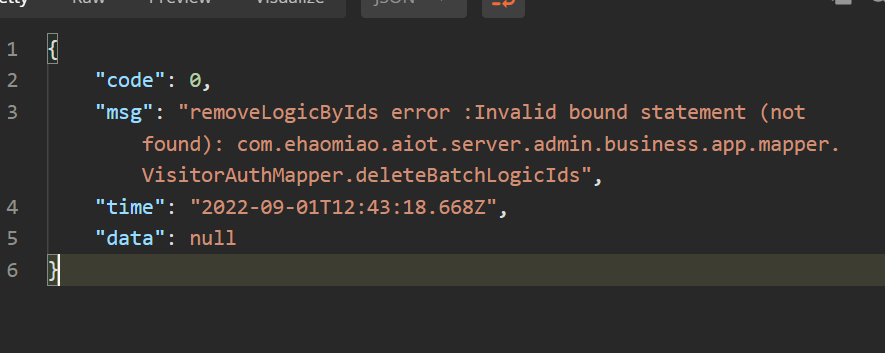 Raw Preview Visualize
JSON
1 {
2 "code": 0,
3 "msg": "removeLogicByIds error :Invalid bound statement (not
found): com.ehaomiao.aiot.server.admin.business.app.mapper.
VisitorAuthMapper.deleteBatchLogicIds",
4 "time": "2022-09-01T12:43:18.668Z",
5 "data": null
6 }